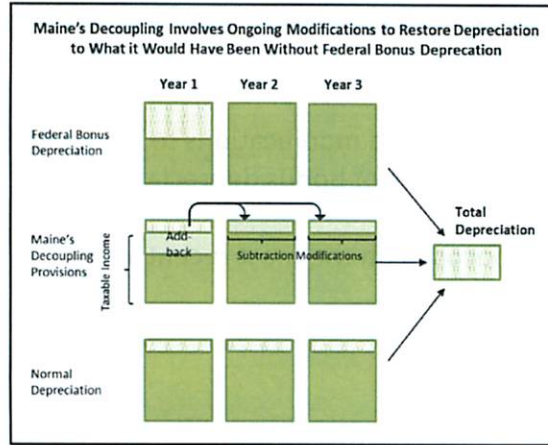 Maine's Decoupling Involves Ongoing Modifications to Restore Depreciation
to What it Would Have Been Without Federal Bonus Deprecation
Year 1 Year 2 Year 3
Federal Bonus
Depreciation
Maine's
Decoupling
Provisions
Taxable Income
Add-
back
Subtraction Modifications
Total
Depreciation
Normal
Depreciation